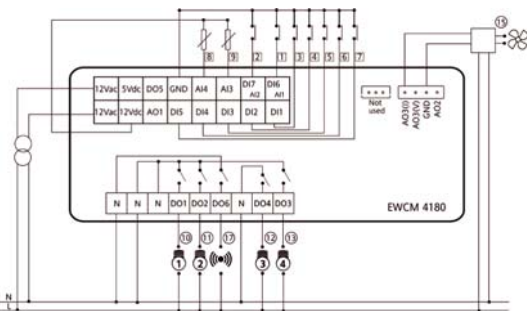 15
8 9 2 1 3 4 5 6 7
12Vac 5Vdc DO5 GND AI4 AI3 DI7 AI2 DI6 AI1
12Vac 12Vdc AO1 DI5 DI4 DI3 DI2 DI1
Not used
AO3(I) AO3(V) GND AO2
N N N DO1 DO2 DO6 N DO4 DO3
EWCM 4180
10 11 17 12 13
1 2 3 4
N
L